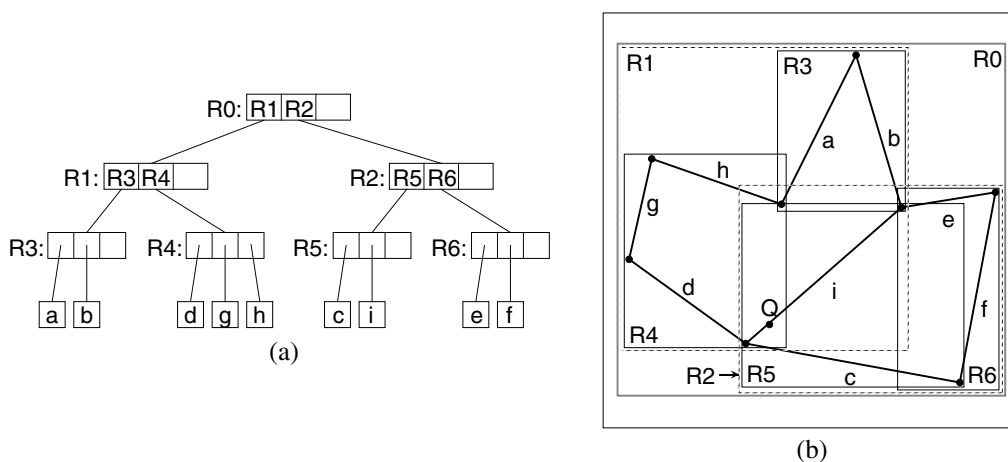 R0: R1 R2
R1: R3 R4
R2: R5 R6
R3:
R4:
R5:
R6:
a b
d g h
c i
e f
(a)
R1
R3
R0
a
b
h
g
e
d
i
f
Q
R4
R2
R5
c
R6
(b)